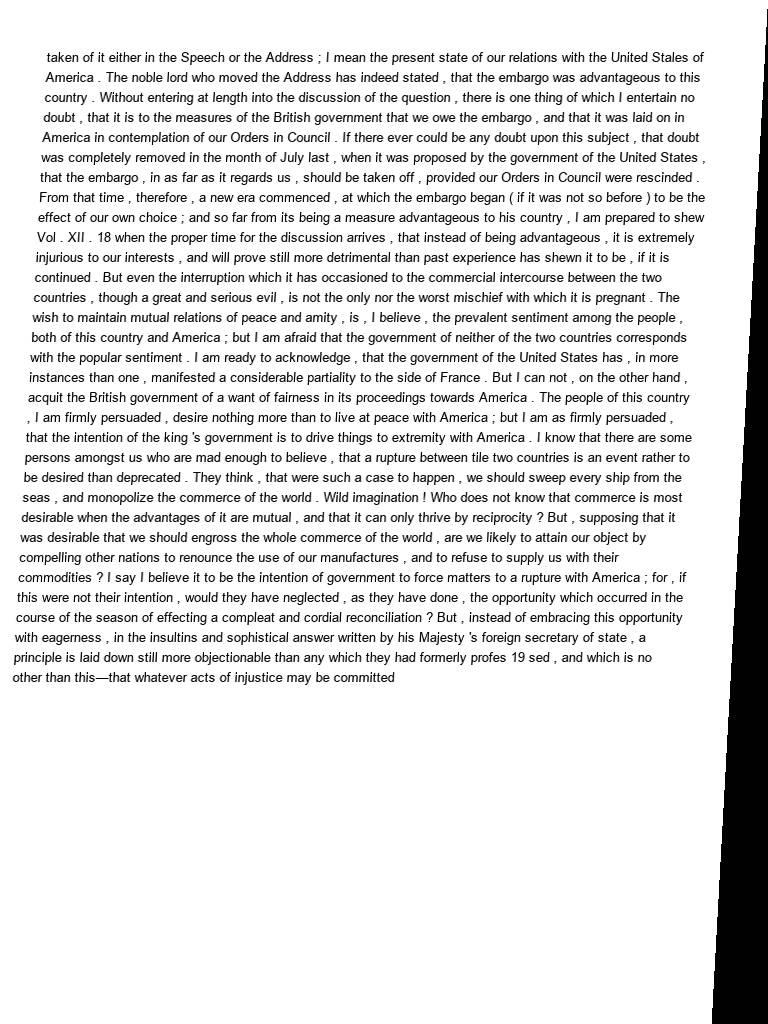 taken of it either in the Speech or the Address ; I mean the present state of our relations with the United Stales of
America . The noble lord who moved the Address has indeed stated , that the embargo was advantageous to this
country . Without entering at length into the discussion of the question , there is one thing of which I entertain no
doubt , that it is to the measures of the British government that we owe the embargo , and that it was laid on in
America in contemplation of our Orders in Council . If there ever could be any doubt upon this subject , that doubt
was completely removed in the month of July last , when it was proposed by the government of the United States ,
that the embargo , in as far as it regards us , should be taken off , provided our Orders in Council were rescinded .
From that time , therefore , a new era commenced , at which the embargo began ( if it was not so before ) to be the
effect of our own choice ; and so far from its being a measure advantageous to his country , I am prepared to shew
Vol . XII . 18 when the proper time for the discussion arrives , that instead of being advantageous , it is extremely
injurious to our interests , and will prove still more detrimental than past experience has shewn it to be , if it is
continued . But even the interruption which it has occasioned to the commercial intercourse between the two
countries , though a great and serious evil , is not the only nor the worst mischief with which it is pregnant . The
wish to maintain mutual relations of peace and amity , is , I believe , the prevalent sentiment among the people ,
both of this country and America ; but I am afraid that the government of neither of the two countries corresponds
with the popular sentiment . I am ready to acknowledge , that the government of the United States has , in more
instances than one , manifested a considerable partiality to the side of France . But I can not , on the other hand ,
acquit the British government of a want of fairness in its proceedings towards America . The people of this country
, I am firmly persuaded , desire nothing more than to live at peace with America ; but I am as firmly persuaded ,
that the intention of the king 's government is to drive things to extremity with America . I know that there are some
persons amongst us who are mad enough to believe , that a rupture between tile two countries is an event rather to
be desired than deprecated . They think , that were such a case to happen , we should sweep every ship from the
seas , and monopolize the commerce of the world . Wild imagination ! Who does not know that commerce is most
desirable when the advantages of it are mutual , and that it can only thrive by reciprocity ? But , supposing that it
was desirable that we should engross the whole commerce of the world , are we likely to attain our object by
compelling other nations to renounce the use of our manufactures , and to refuse to supply us with their
commodities ? I say I believe it to be the intention of government to force matters to a rupture with America ; for , if
this were not their intention , would they have neglected , as they have done , the opportunity which occurred in the
course of the season of effecting a compleat and cordial reconciliation ? But , instead of embracing this opportunity
with eagerness , in the insultins and sophistical answer written by his Majesty 's foreign secretary of state , a
principle is laid down still more objectionable than any which they had formerly profes 19 sed , and which is no
other than this—that whatever acts of injustice may be committed